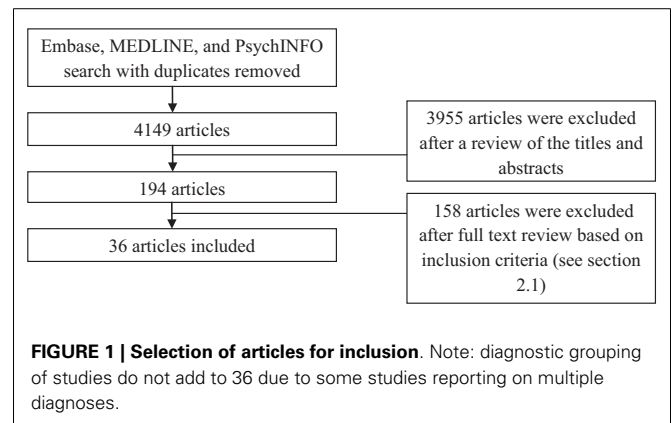 Embase, MEDLINE, and PsychINFO
search with duplicates removed
4149 articles
3955 articles were excluded
after a review of the titles and
abstracts
194 articles
158 articles were excluded
after full text review based on
inclusion criteria (see section
2.1)
36 articles included
FIGURE 1 | Selection of articles for inclusion. Note: diagnostic grouping
of studies do not add to 36 due to some studies reporting on multiple
diagnoses.